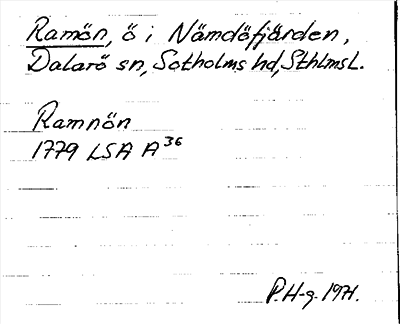 Ramön, ö i Nämdöfjärden,
Dalarö sn, Sotholms hd, Sthlms L.
Ramnön
1779 LSA A³⁶
P. H-g. 1971.